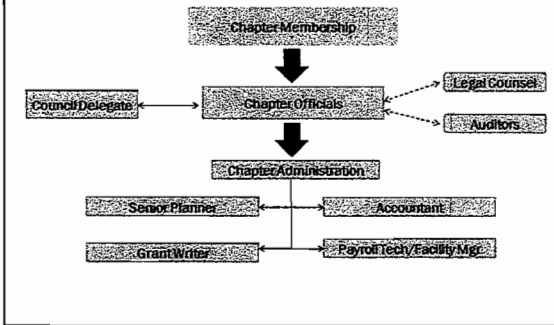 Chapter Membership
Legal Counsel
Council Delegate
Chapter Officials
Auditors
Chapter Administration
Senior Planner
Accountant
Grant Writer
Payroll Tech/Facility Mgr.